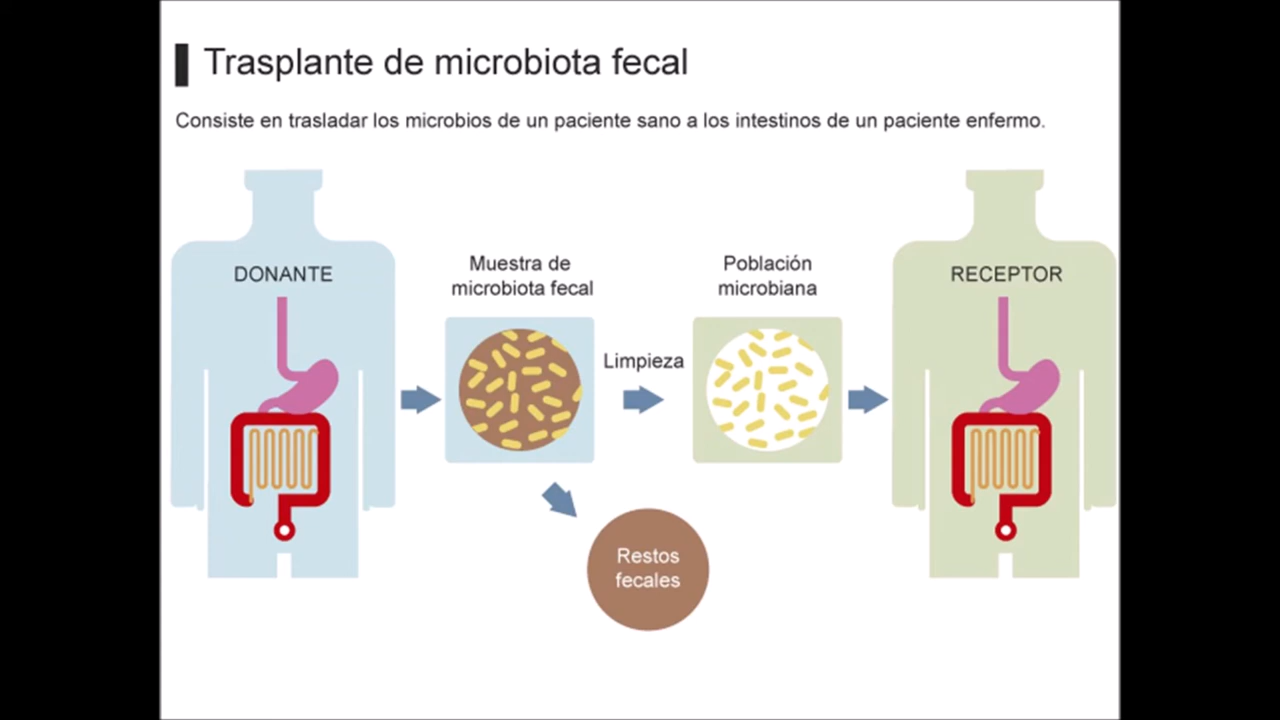 Trasplante de microbiota fecal
Consiste en trasladar los microbios de un paciente sano a los intestinos de un paciente enfermo.
DONANTE
Muestra de
microbiota fecal
Limpieza
Población
microbiana
RECEPTOR
Restos
fecales